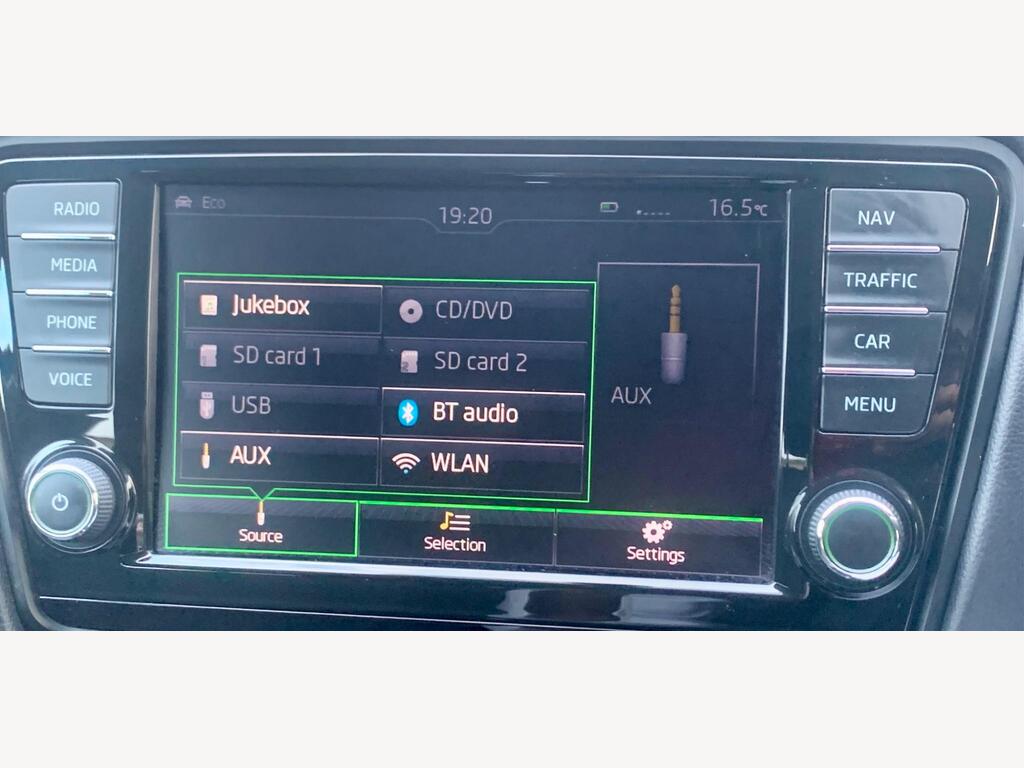 Eco
19:20
16.5°C
RADIO
MEDIA
PHONE
VOICE
Jukebox
CD/DVD
SD card 1
SD card 2
USB
BT audio
AUX
WLAN
AUX
Source
Selection
Settings
NAV
TRAFFIC
CAR
MENU